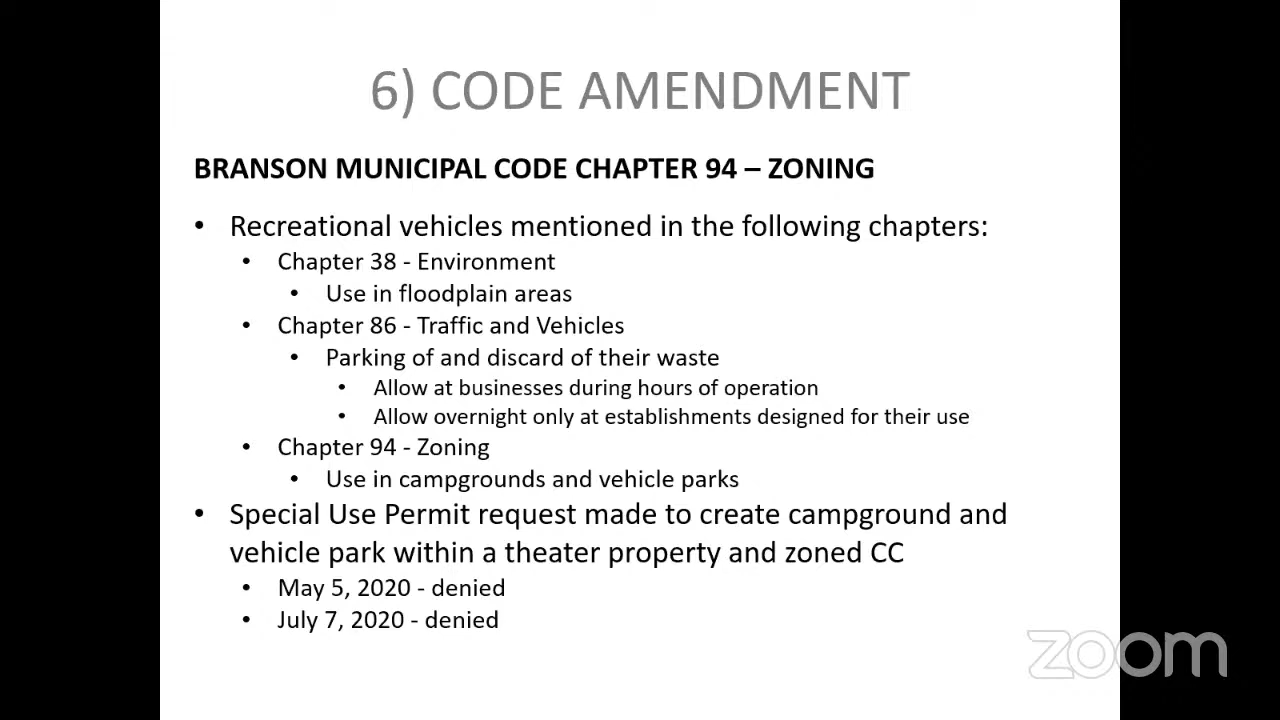 6) CODE AMENDMENT
BRANSON MUNICIPAL CODE CHAPTER 94 – ZONING
• Recreational vehicles mentioned in the following chapters:
• Chapter 38 - Environment
• Use in floodplain areas
• Chapter 86 - Traffic and Vehicles
• Parking of and discard of their waste
• Allow at businesses during hours of operation
• Allow overnight only at establishments designed for their use
• Chapter 94 - Zoning
• Use in campgrounds and vehicle parks
• Special Use Permit request made to create campground and
vehicle park within a theater property and zoned CC
• May 5, 2020 - denied
• July 7, 2020 - denied
zoom